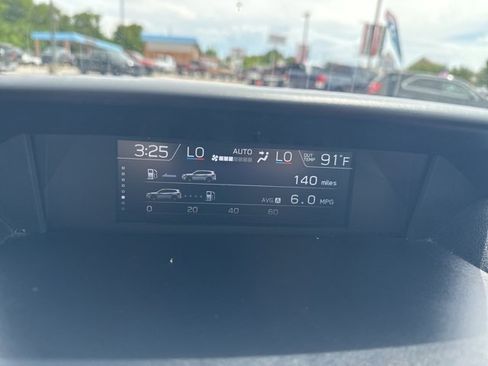 3:25 LO AUTO LO OUT TEMP 91°F
140 miles
AVG A 6.0 MPG
0 20 40 60